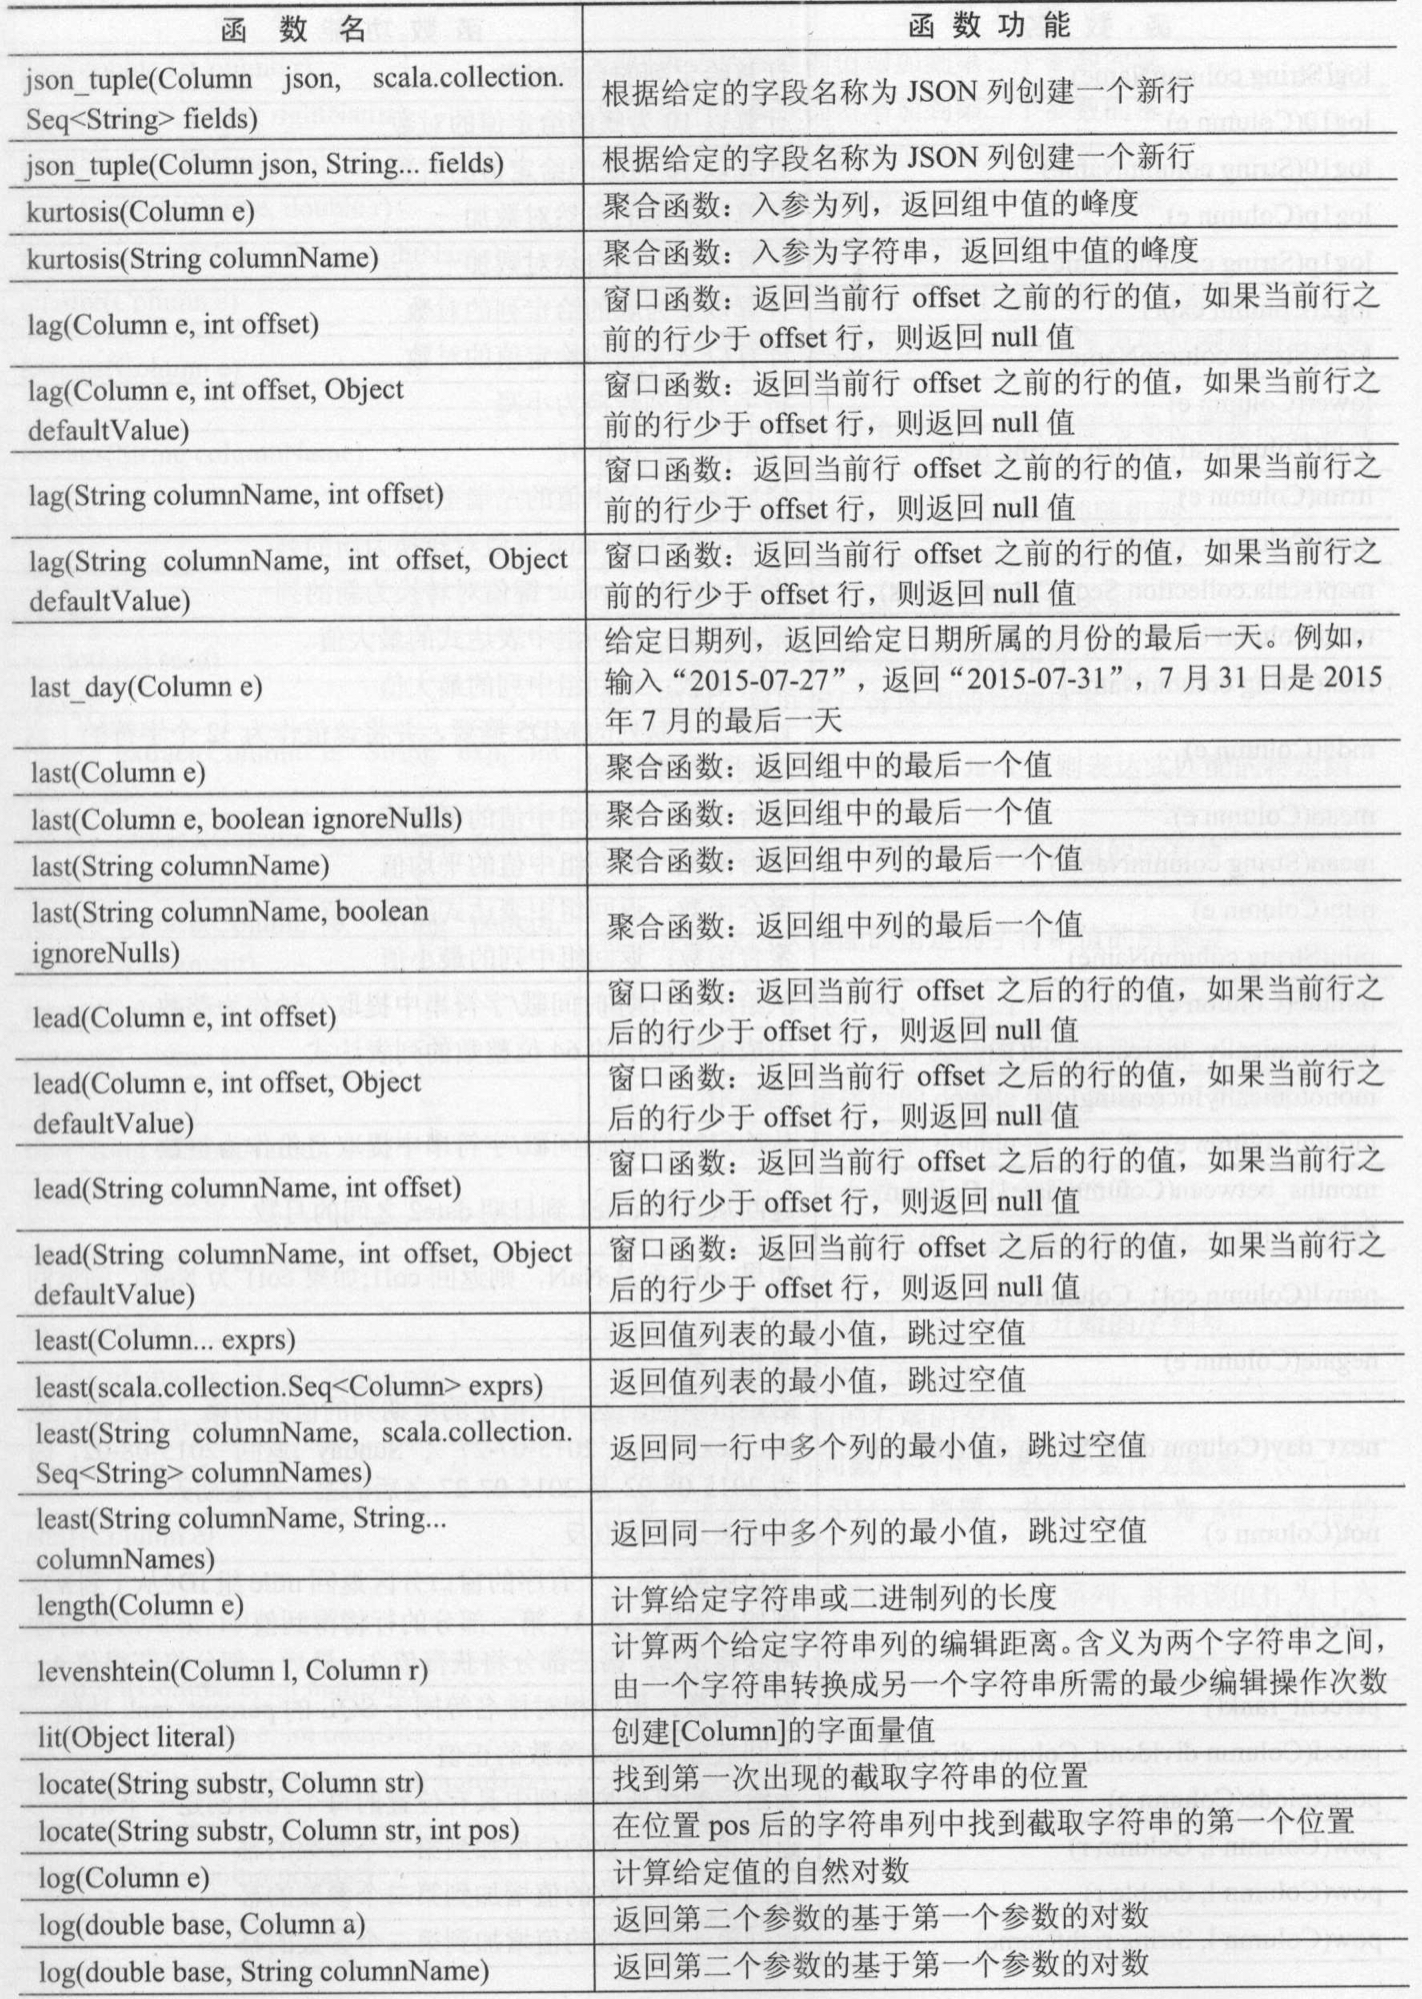 函 数 名 函 数 功 能
json_tuple(Column json, scala.collection.
Seq<String> fields)
根据给定的字段名称为 JSON 列创建一个新行
json_tuple(Column json, String... fields) 根据给定的字段名称为 JSON 列创建一个新行
kurtosis(Column e) 聚合函数：入参为列，返回组中值的峰度
kurtosis(String columnName) 聚合函数：入参为字符串，返回组中值的峰度
lag(Column e, int offset)
窗口函数：返回当前行 offset 之前的行的值，如果当前行之
前的行少于 offset 行，则返回 null 值
lag(Column e, int offset, Object
defaultValue)
窗口函数：返回当前行 offset 之前的行的值，如果当前行之
前的行少于 offset 行，则返回 null 值
lag(String columnName, int offset)
窗口函数：返回当前行 offset 之前的行的值，如果当前行之
前的行少于 offset 行，则返回 null 值
lag(String columnName, int offset, Object
defaultValue)
窗口函数：返回当前行 offset 之前的行的值，如果当前行之
前的行少于 offset 行，则返回 null 值
last_day(Column e)
给定日期列，返回给定日期所属的月份的最后一天。例如，
输入“2015-07-27”，返回“2015-07-31”，7 月 31 日是 2015
年 7 月的最后一天
last(Column e) 聚合函数：返回组中的最后一个值
last(Column e, boolean ignoreNulls) 聚合函数：返回组中的最后一个值
last(String columnName) 聚合函数：返回组中列的最后一个值
last(String columnName, boolean
ignoreNulls)
聚合函数：返回组中列的最后一个值
lead(Column e, int offset)
窗口函数：返回当前行 offset 之后的行的值，如果当前行之
后的行少于 offset 行，则返回 null 值
lead(Column e, int offset, Object
defaultValue)
窗口函数：返回当前行 offset 之后的行的值，如果当前行之
后的行少于 offset 行，则返回 null 值
lead(String columnName, int offset)
窗口函数：返回当前行 offset 之后的行的值，如果当前行之
后的行少于 offset 行，则返回 null 值
lead(String columnName, int offset, Object
defaultValue)
窗口函数：返回当前行 offset 之后的行的值，如果当前行之
后的行少于 offset 行，则返回 null 值
least(Column... exprs) 返回值列表的最小值，跳过空值
least(scala.collection.Seq<Column> exprs) 返回值列表的最小值，跳过空值
least(String columnName, scala.collection.
Seq<String> columnNames)
返回同一行中多个列的最小值，跳过空值
least(String columnName, String...
columnNames)
返回同一行中多个列的最小值，跳过空值
length(Column e) 计算给定字符串或二进制列的长度
levenshtein(Column l, Column r)
计算两个给定字符串列的编辑距离。含义为两个字符串之间，
由一个字符串转换成另一个字符串所需的最少编辑操作次数
lit(Object literal) 创建[Column]的字面量值
locate(String substr, Column str) 找到第一次出现的截取字符串的位置
locate(String substr, Column str, int pos) 在位置 pos 后的字符串列中找到截取字符串的第一个位置
log(Column e) 计算给定值的自然对数
log(double base, Column a) 返回第二个参数的基于第一个参数的对数
log(double base, String columnName) 返回第二个参数的基于第一个参数的对数